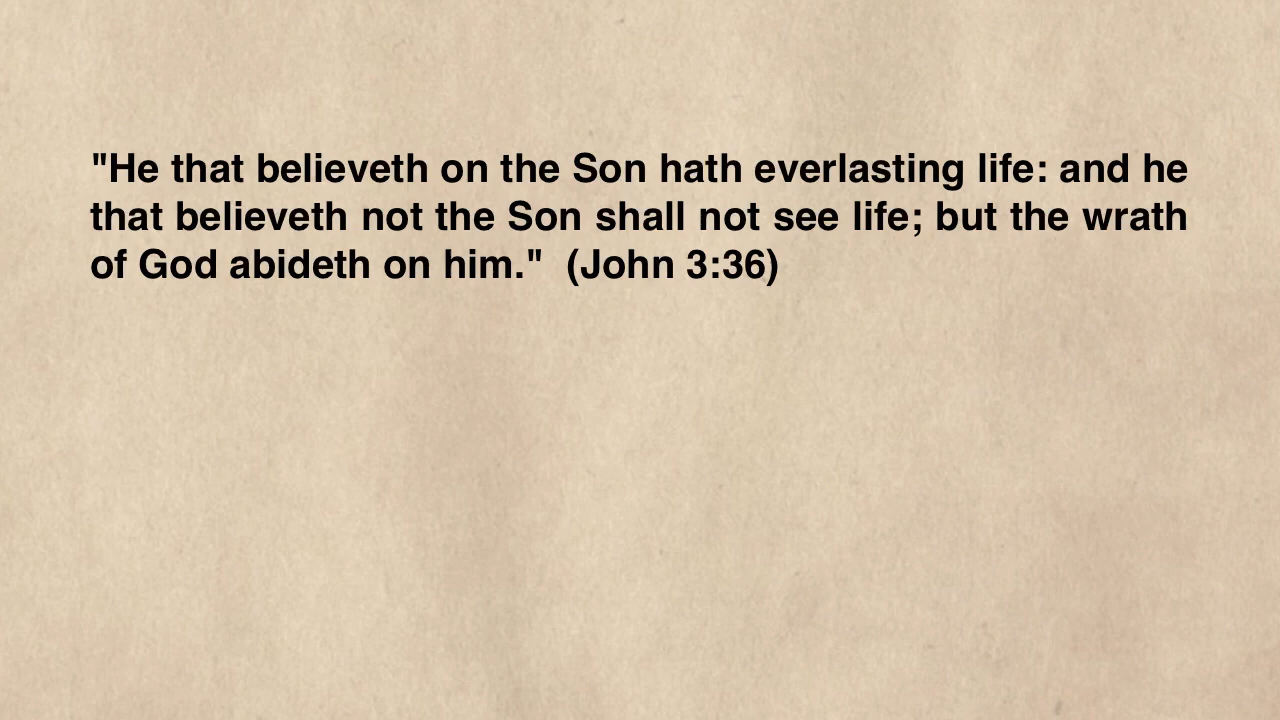 "He that believeth on the Son hath everlasting life: and he
that believeth not the Son shall not see life; but the wrath
of God abideth on him."  (John 3:36)